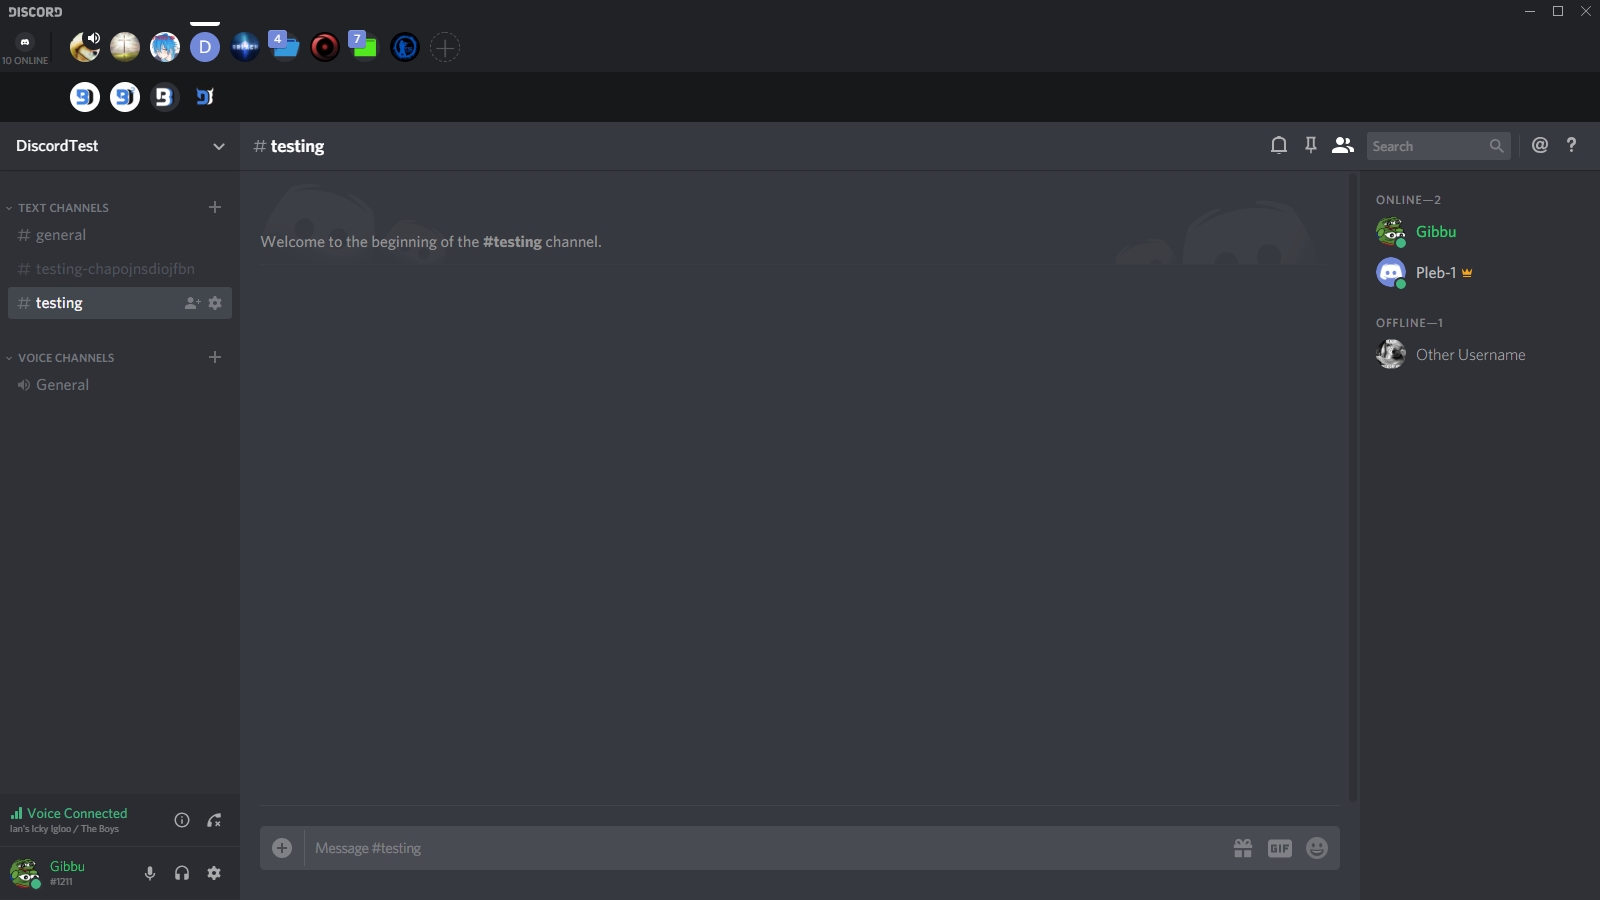 DISCORD
D
4
7
10 ONLINE
DiscordTest
# testing
Search
@
?
TEXT CHANNELS
# general
# testing-chapojnsdiojfbn
# testing
VOICE CHANNELS
General
Welcome to the beginning of the #testing channel.
ONLINE—2
Gibbu
Pleb-1
OFFLINE—1
Other Username
Voice Connected
Ian's Icky Igloo / The Boys
Gibbu
#1211
Message #testing
GIF